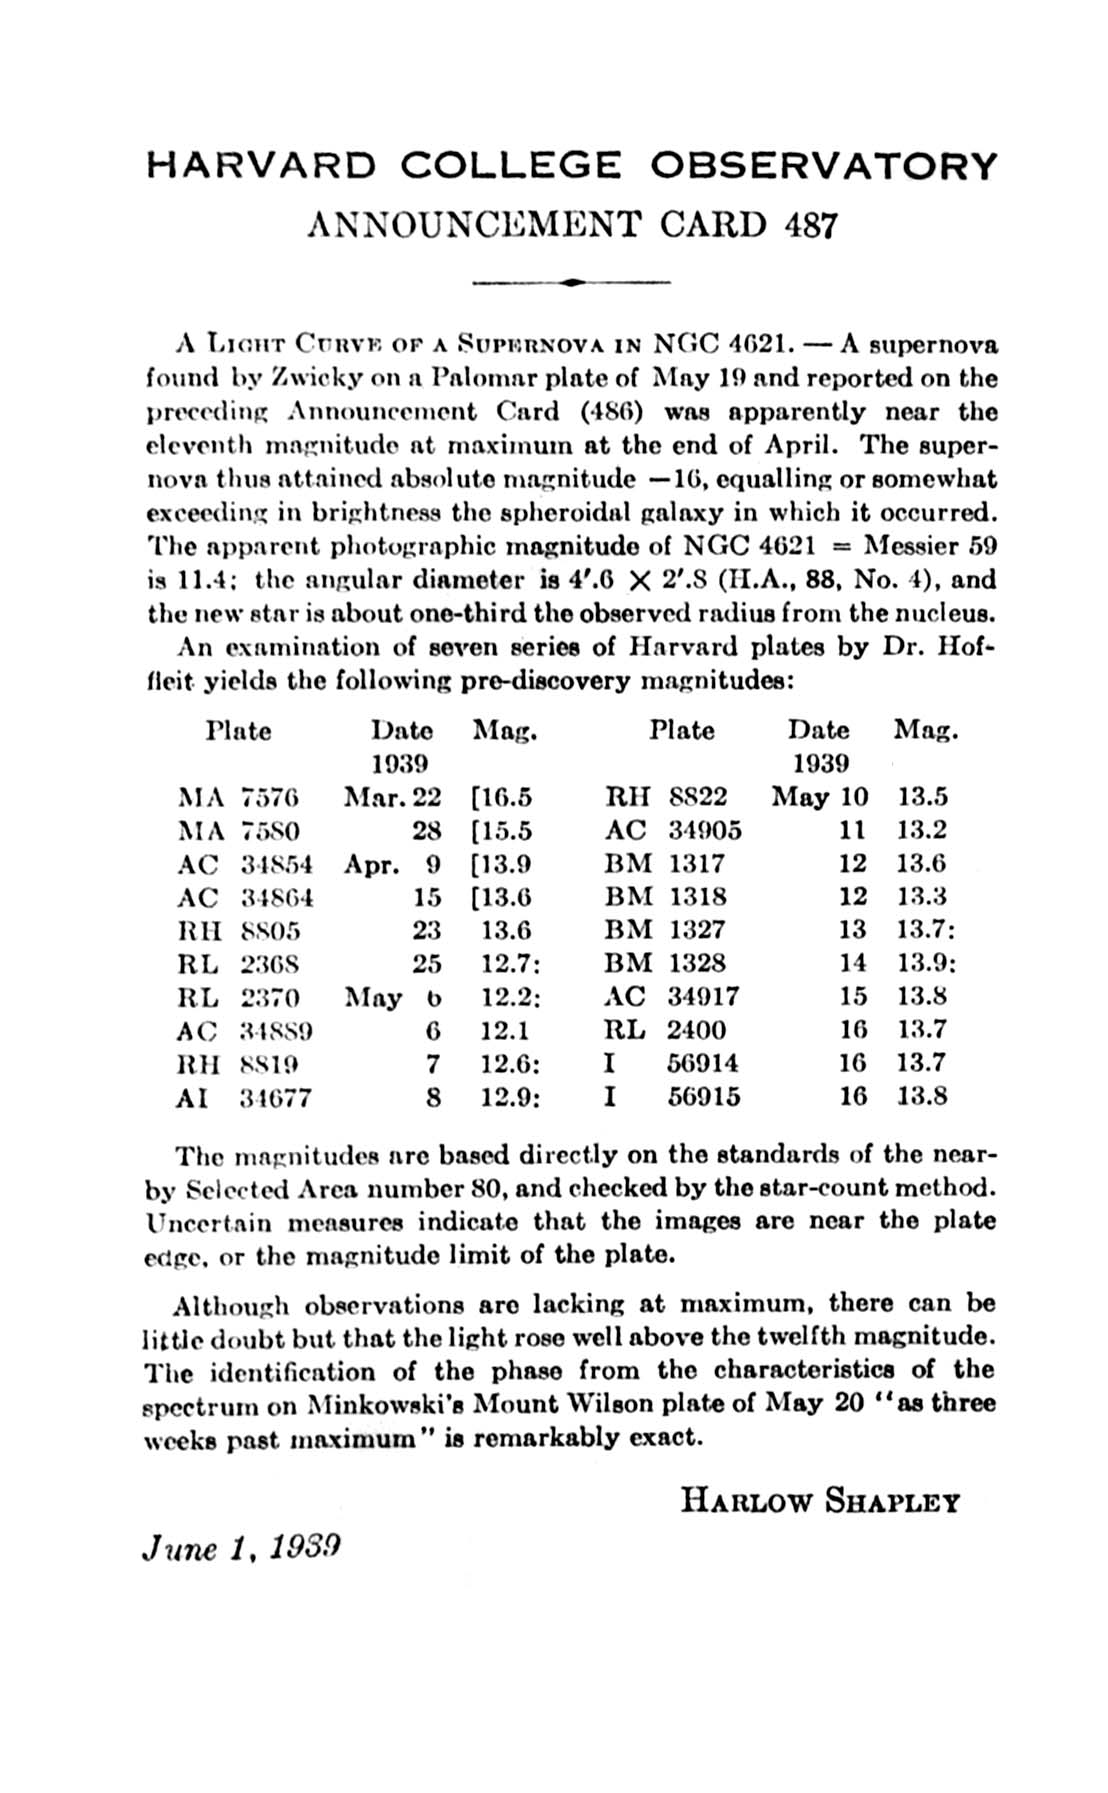 HARVARD COLLEGE OBSERVATORY
ANNOUNCEMENT CARD 487
A LIGHT CURVE OF A SUPERNOVA IN NGC 4621. — A supernova
found by Zwicky on a Palomar plate of May 19 and reported on the
preceding Announcement Card (486) was apparently near the
eleventh magnitude at maximum at the end of April. The super-
nova thus attained absolute magnitude —16, equalling or somewhat
exceeding in brightness the spheroidal galaxy in which it occurred.
The apparent photographic magnitude of NGC 4621 = Messier 59
is 11.4; the angular diameter is 4′.6 × 2′.8 (H.A., 88, No. 4), and
the new star is about one-third the observed radius from the nucleus.
An examination of seven series of Harvard plates by Dr. Hof-
fleit yields the following pre-discovery magnitudes:
Plate Date Mag. Plate Date Mag.
1939 1939
MA 7576 Mar. 22 [16.5 RH 8822 May 10 13.5
MA 7580 28 [15.5 AC 34905 11 13.2
AC 34854 Apr. 9 [13.9 BM 1317 12 13.6
AC 34864 15 [13.6 BM 1318 12 13.3
RH 8805 23 13.6 BM 1327 13 13.7:
RL 2368 25 12.7: BM 1328 14 13.9:
RL 2370 May 6 12.2: AC 34917 15 13.8
AC 34889 6 12.1 RL 2400 16 13.7
RH 8819 7 12.6: I 56914 16 13.7
AI 34677 8 12.9: I 56915 16 13.8
The magnitudes are based directly on the standards of the near-
by Selected Area number 80, and checked by the star-count method.
Uncertain measures indicate that the images are near the plate
edge, or the magnitude limit of the plate.
Although observations are lacking at maximum, there can be
little doubt but that the light rose well above the twelfth magnitude.
The identification of the phase from the characteristics of the
spectrum on Minkowski's Mount Wilson plate of May 20 "as three
weeks past maximum" is remarkably exact.
HARLOW SHAPLEY
June 1, 1939